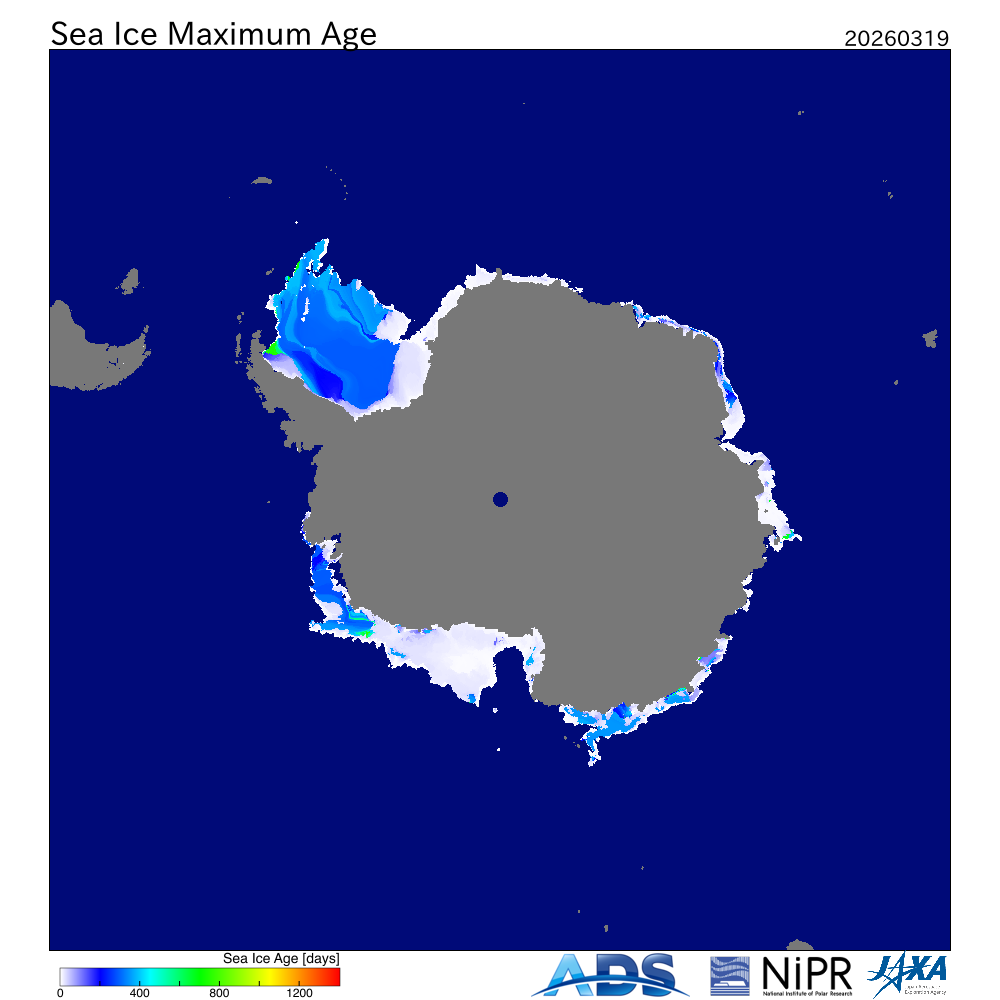 Sea Ice Maximum Age
20260319
Sea Ice Age [days]
0 400 800 1200
ADS
NiPR
National Institute of Polar Research
JAXA